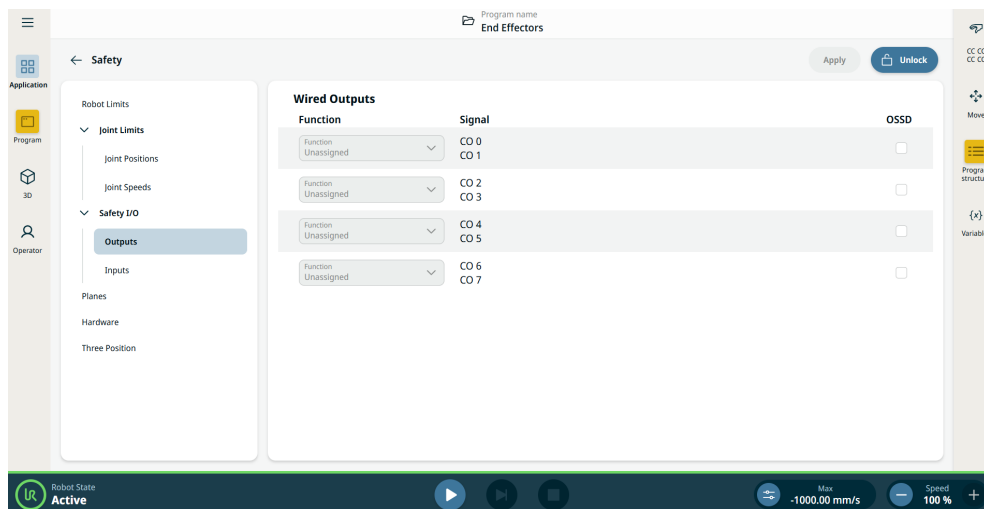 Program name
End Effectors
Application
Program
3D
Operator
Safety
Apply
Unlock
Robot Limits
Joint Limits
Joint Positions
Joint Speeds
Safety I/O
Outputs
Inputs
Planes
Hardware
Three Position
Wired Outputs
Function Signal OSSD
Function
Unassigned
CO 0
CO 1
Function
Unassigned
CO 2
CO 3
Function
Unassigned
CO 4
CO 5
Function
Unassigned
CO 6
CO 7
Move
{x}
Robot State
Active
Max
-1000.00 mm/s
Speed
100 %
UR